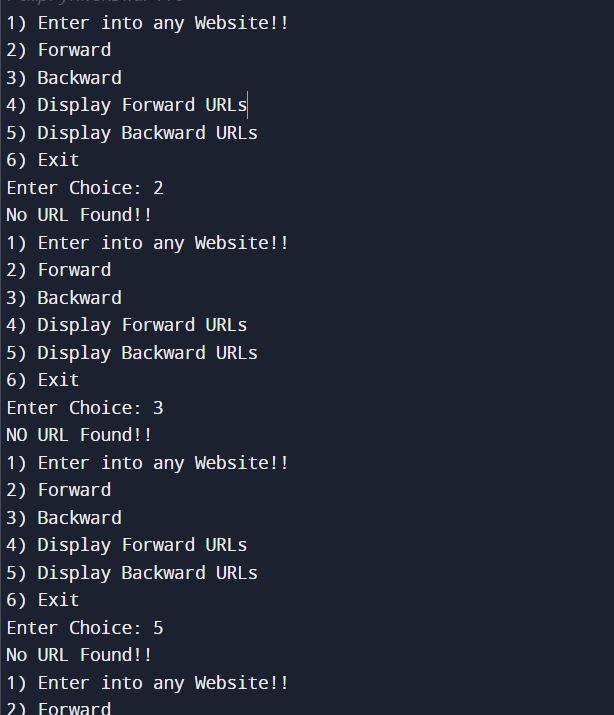 1) Enter into any Website!!
2) Forward
3) Backward
4) Display Forward URLs
5) Display Backward URLs
6) Exit
Enter Choice: 2
No URL Found!!
1) Enter into any Website!!
2) Forward
3) Backward
4) Display Forward URLs
5) Display Backward URLs
6) Exit
Enter Choice: 3
NO URL Found!!
1) Enter into any Website!!
2) Forward
3) Backward
4) Display Forward URLs
5) Display Backward URLs
6) Exit
Enter Choice: 5
No URL Found!!
1) Enter into any Website!!
2) Forward